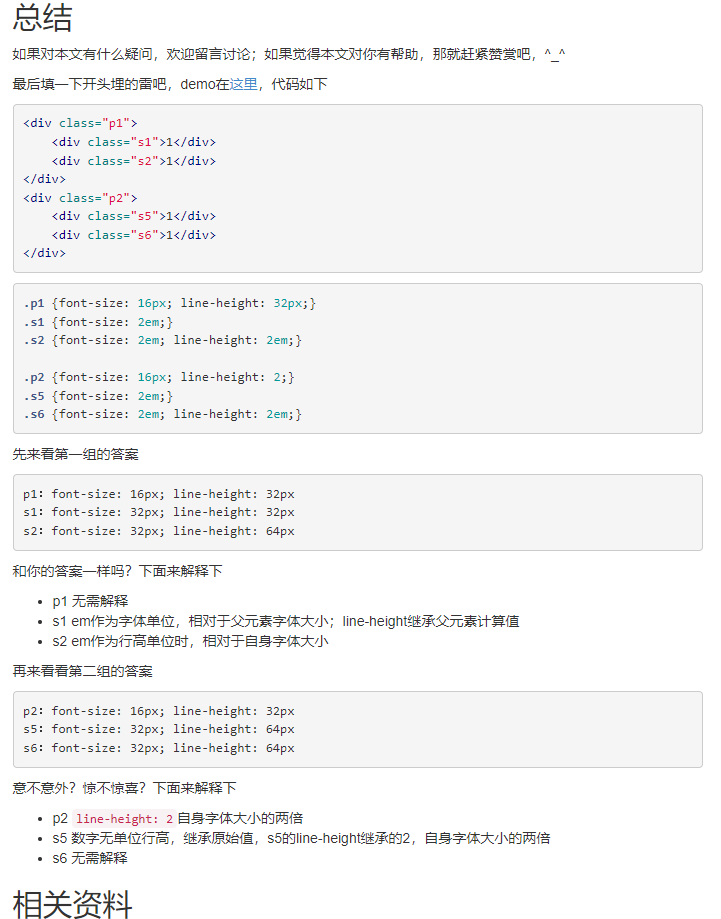 总结
如果对本文有什么疑问，欢迎留言讨论；如果觉得本文对你有帮助，那就赶紧赞赏吧，^_^
最后填一下开头埋的雷吧，demo在这里，代码如下
<div class="p1">
    <div class="s1">1</div>
    <div class="s2">1</div>
</div>
<div class="p2">
    <div class="s5">1</div>
    <div class="s6">1</div>
</div>
.p1 {font-size: 16px; line-height: 32px;}
.s1 {font-size: 2em;}
.s2 {font-size: 2em; line-height: 2em;}
.p2 {font-size: 16px; line-height: 2;}
.s5 {font-size: 2em;}
.s6 {font-size: 2em; line-height: 2em;}
先来看第一组的答案
p1：font-size: 16px; line-height: 32px
s1：font-size: 32px; line-height: 32px
s2：font-size: 32px; line-height: 64px
和你的答案一样吗？下面来解释下
• p1 无需解释
• s1 em作为字体单位，相对于父元素字体大小；line-height继承父元素计算值
• s2 em作为行高单位时，相对于自身字体大小
再来看看第二组的答案
p2：font-size: 16px; line-height: 32px
s5：font-size: 32px; line-height: 64px
s6：font-size: 32px; line-height: 64px
意不意外？惊不惊喜？下面来解释下
• p2 line-height: 2 自身字体大小的两倍
• s5 数字无单位行高，继承原始值，s5的line-height继承的2，自身字体大小的两倍
• s6 无需解释
相关资料